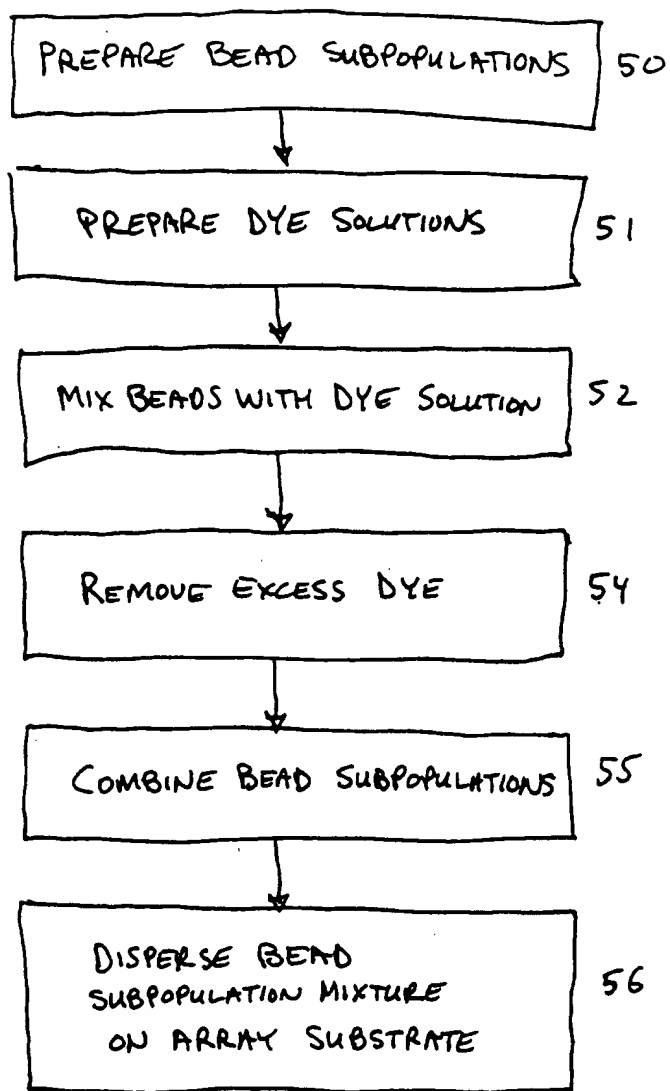 PREPARE BEAD SUBPOPULATIONS 50
PREPARE DYE SOLUTIONS 51
MIX BEADS WITH DYE SOLUTION 52
REMOVE EXCESS DYE 54
COMBINE BEAD SUBPOPULATIONS 55
DISPERSE BEAD
SUBPOPULATION MIXTURE 56
ON ARRAY SUBSTRATE